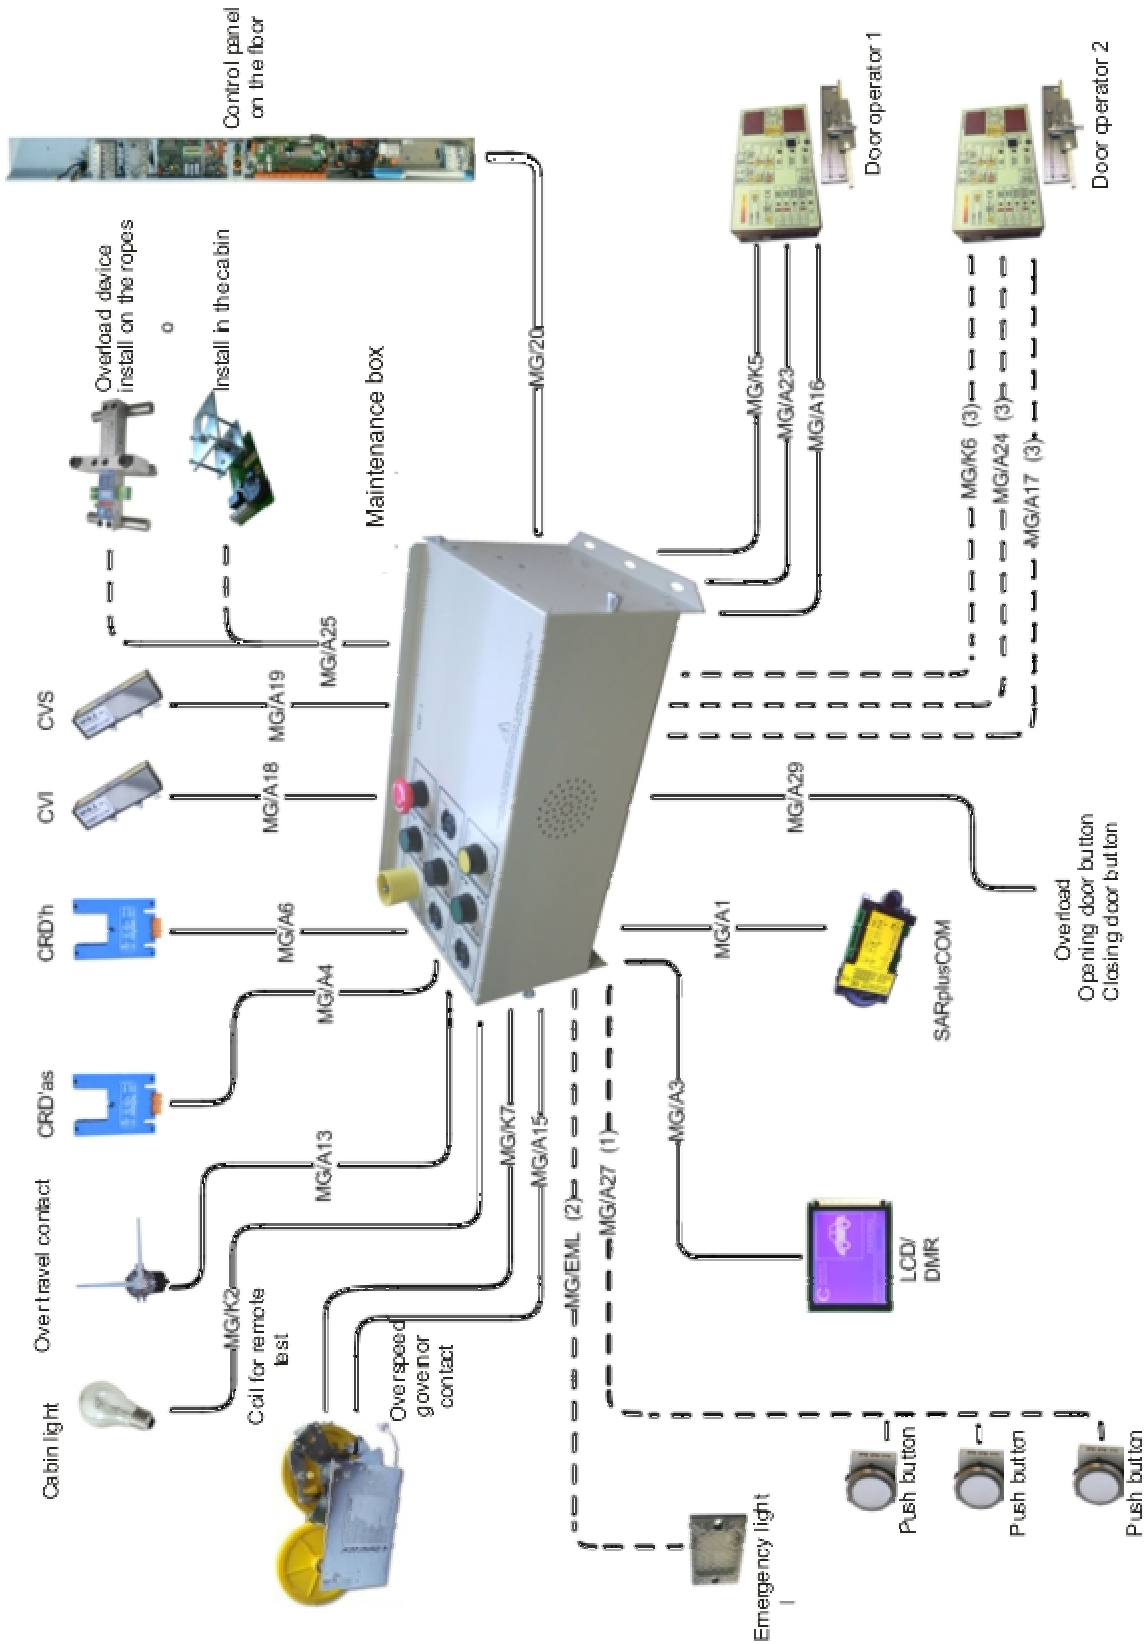 Cabin light
Overtravel contact
CRD'as
CRD'h
CVI
CVS
Overload device
install on the ropes
o
Install in the cabin
Control panel
on the floor
MG/K2
MG/A13
MG/A4
MG/A6
MG/A18
MG/A19
MG/A25
Maintenance box
MG/20
Coil for remote
test
Overspeed
governor
contact
MG/K7
MG/A15
MG/EML (2)
MG/A27 (1)
MG/A3
MG/A1
MG/A29
MG/K5
MG/A23
MG/A16
MG/K6 (3)
MG/A24 (3)
MG/A17 (3)
Door operator 1
Door operator 2
Emergency light
Push button
Push button
Push button
LCD/
DMR
SARplusCOM
Overload
Opening door button
Closing door button